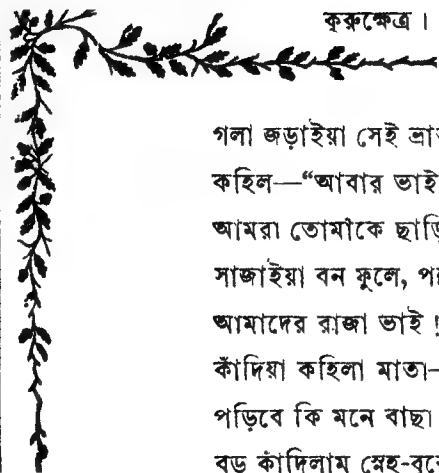 কুরুক্ষেত্র।
গলা জড়াইয়া সেই
কহিল—“আবার ভাই
আমরা তোমাকে
সাজাইয়া বন ফুলে,
আমাদের রাজা ভাই!
কাঁদিয়া কহিলা মাতা—
পড়িবে কি মনে বাছা
বড় কাঁদিলাম